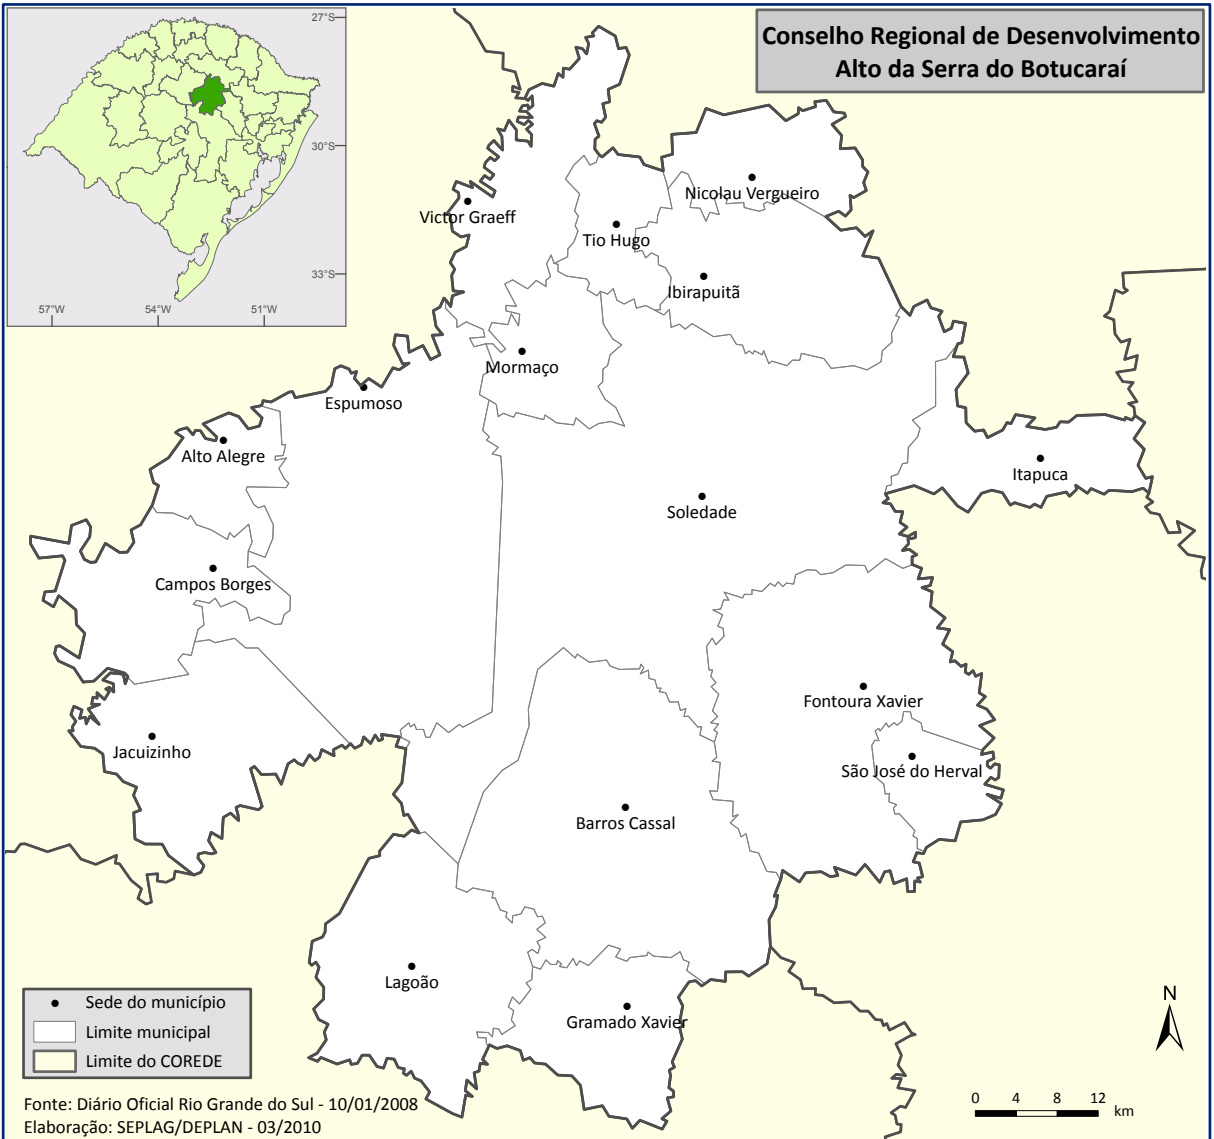 Conselho Regional de Desenvolvimento
Alto da Serra do Botucaraí
27°S
30°S
33°S
57°W
54°W
51°W
Nicolau Vergueiro
Victor Graeff
Tio Hugo
Ibirapuitã
Mormaço
Espumoso
Alto Alegre
Itapuca
Soledade
Campos Borges
Fontoura Xavier
Jacuizinho
São José do Herval
Barros Cassal
Lagoão
Gramado Xavier
Sede do município
Limite municipal
Limite do COREDE
N
0 4 8 12
km
Fonte: Diário Oficial Rio Grande do Sul - 10/01/2008
Elaboração: SEPLAG/DEPLAN - 03/2010